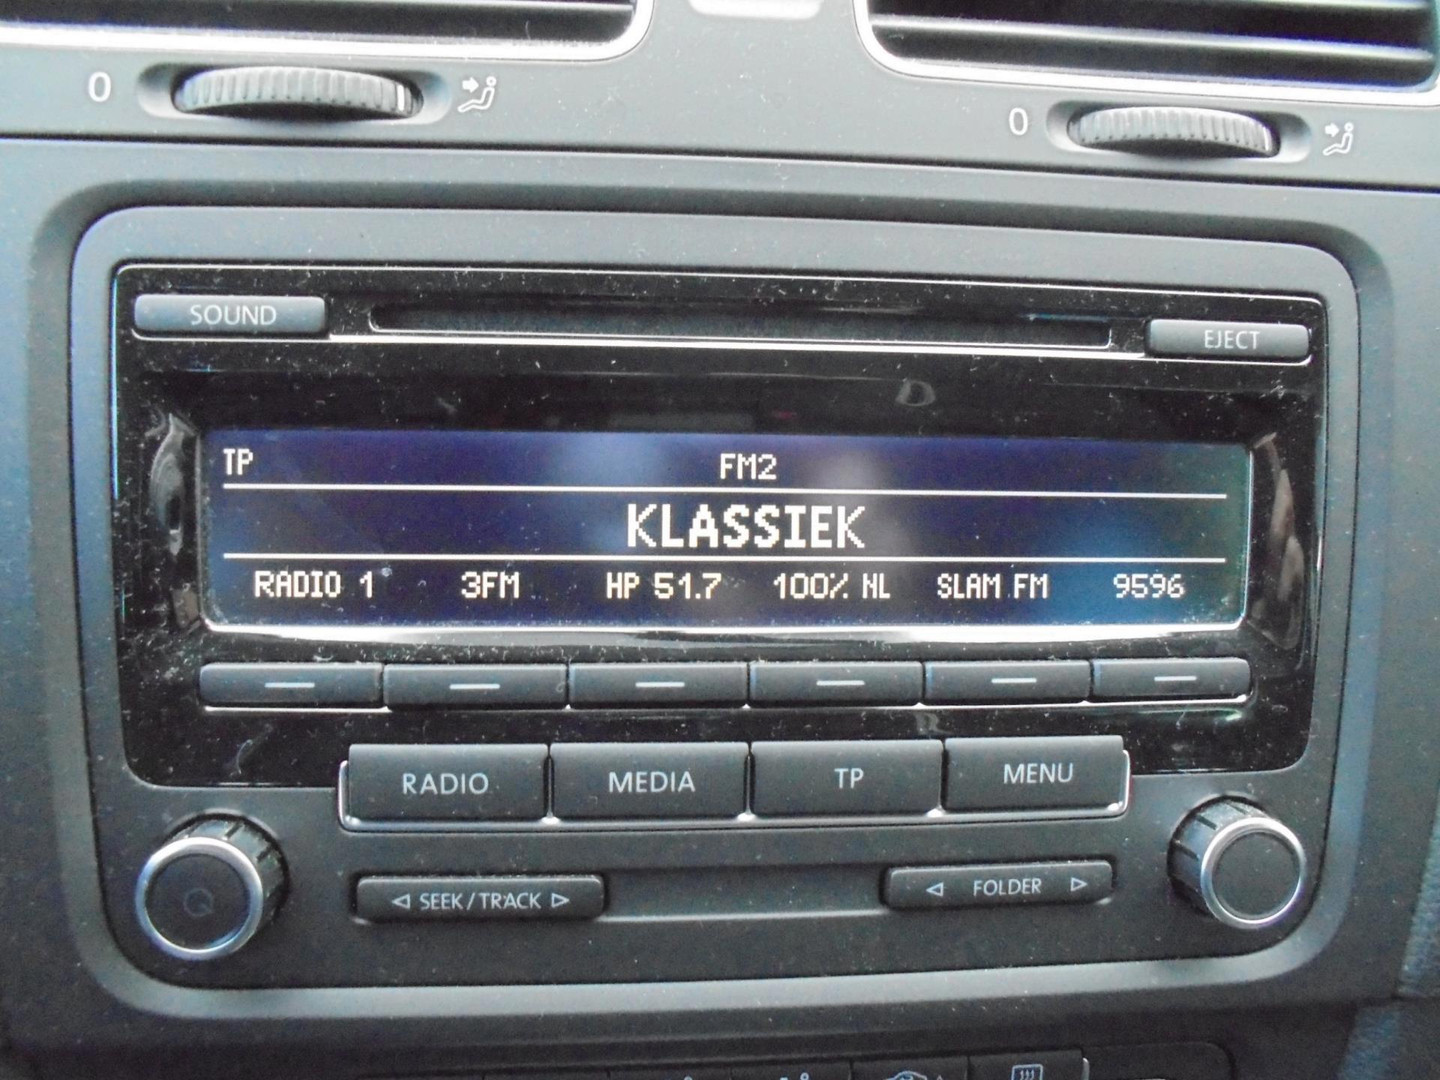 0
0
SOUND
EJECT
TP FM2
KLASSIEK
RADIO 1 3FM HP 51.7 100% NL SLAM FM 9596
RADIO MEDIA TP MENU
SEEK/TRACK
FOLDER